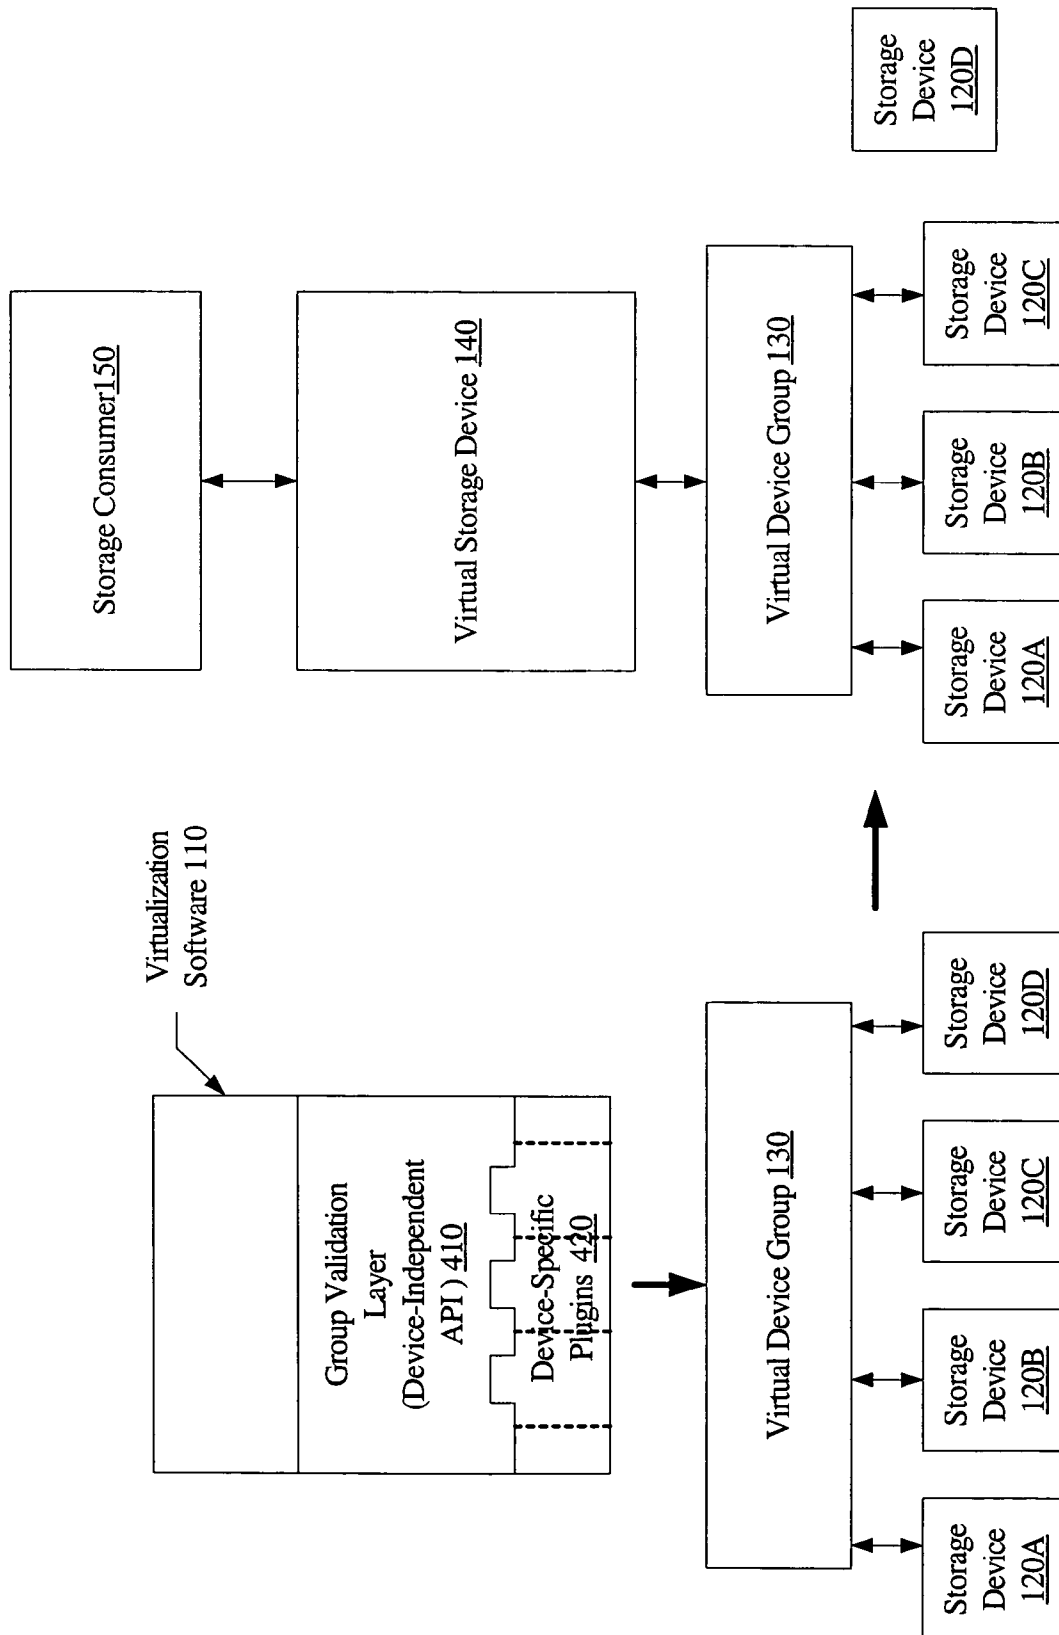 Virtualization
Software 110
Group Validation
Layer
(Device-Independent
API ) 410
Device-Specific
Plugins 420
Virtual Device Group 130
Storage
Device
120A
Storage
Device
120B
Storage
Device
120C
Storage
Device
120D
Storage Consumer150
Virtual Storage Device 140
Virtual Device Group 130
Storage
Device
120A
Storage
Device
120B
Storage
Device
120C
Storage
Device
120D